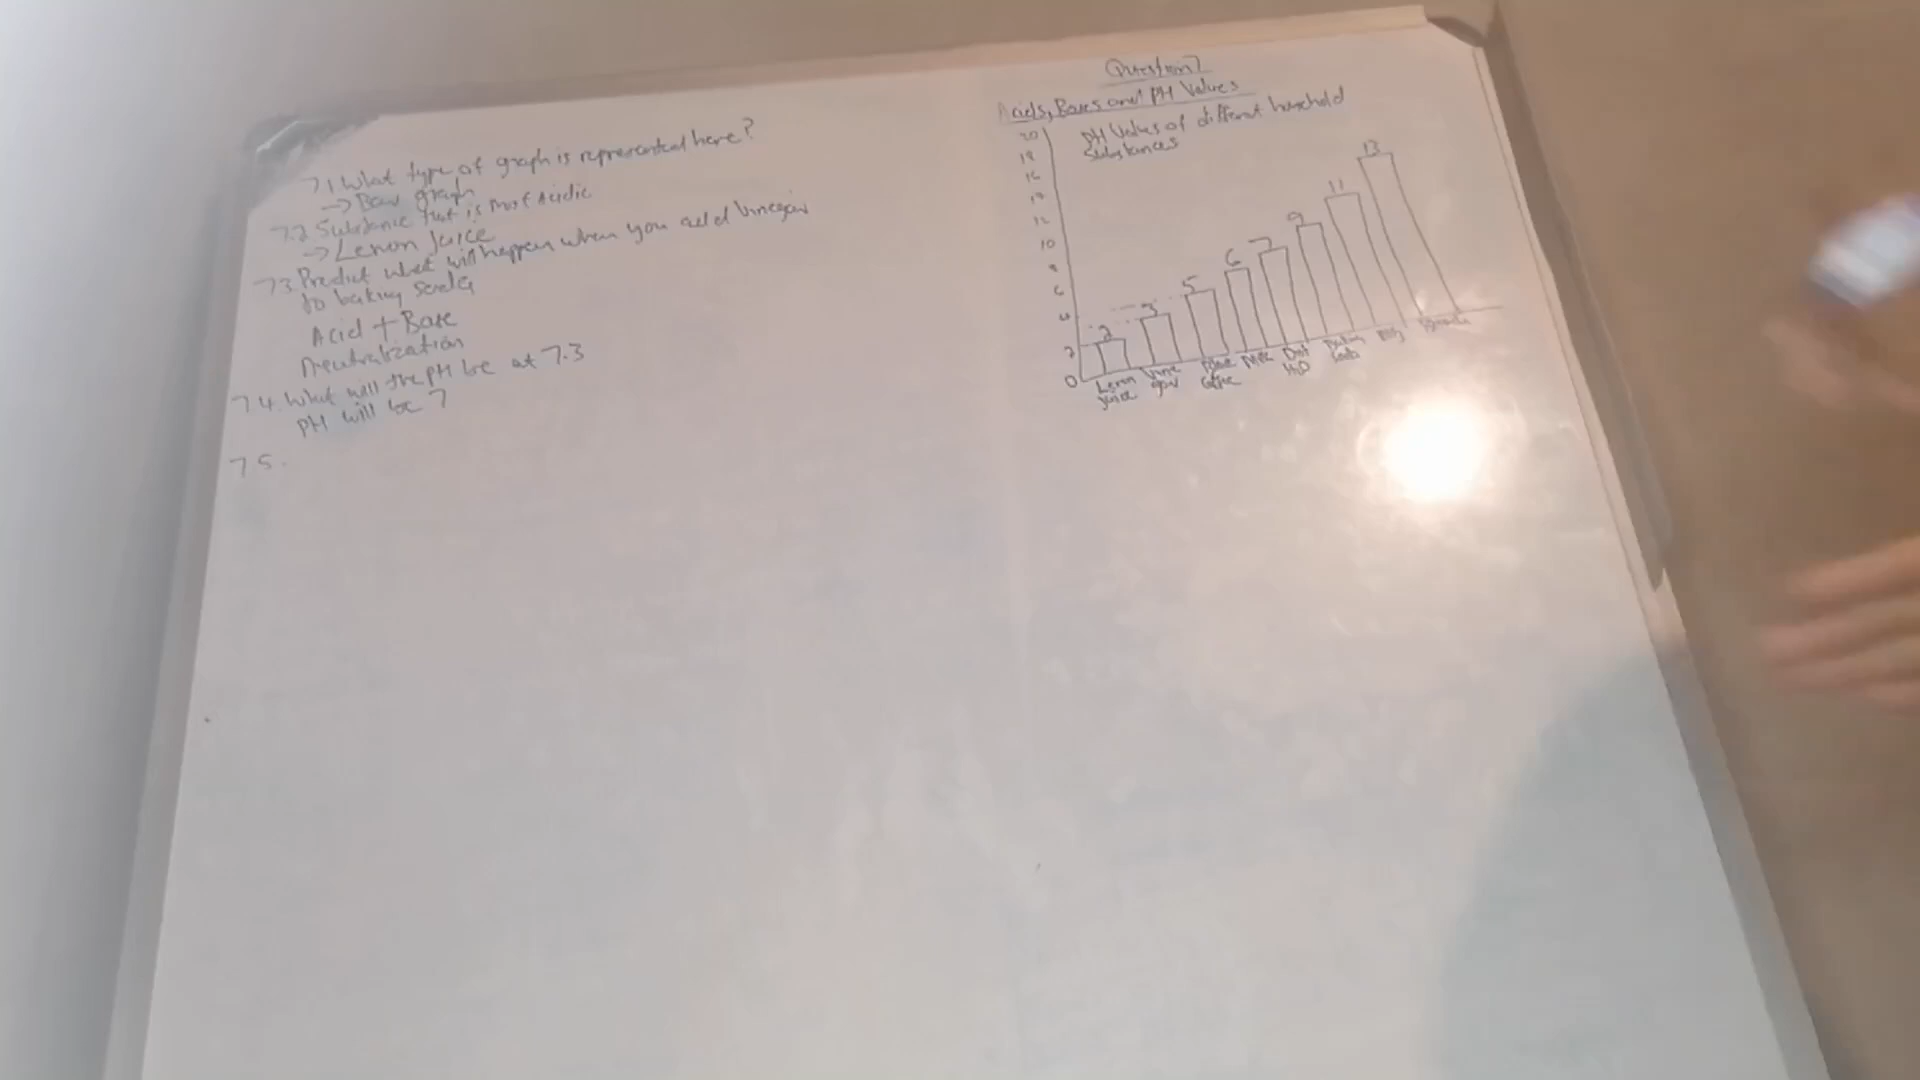 7.1. What type of graph is represented here?
→ Bar graph
7.2. Substance that is most Acidic
→ Lemon Juice
7.3. Predict what will happen when you add Vinegar
to baking soda
Acid + Base
neutralization
7.4. What will the PH be at 7.3
PH will be 7
7.5.
Question 7
Acids, Bases and PH Values
PH Values of different household
Substances
20
18
16
14
12
10
8
6
4
2
0
2
3
5
6
7
9
11
13
Lemon
juice
Vine
gar
Black
Coffee
Milk
Dist
H2O
Baking
Soda
Bleach